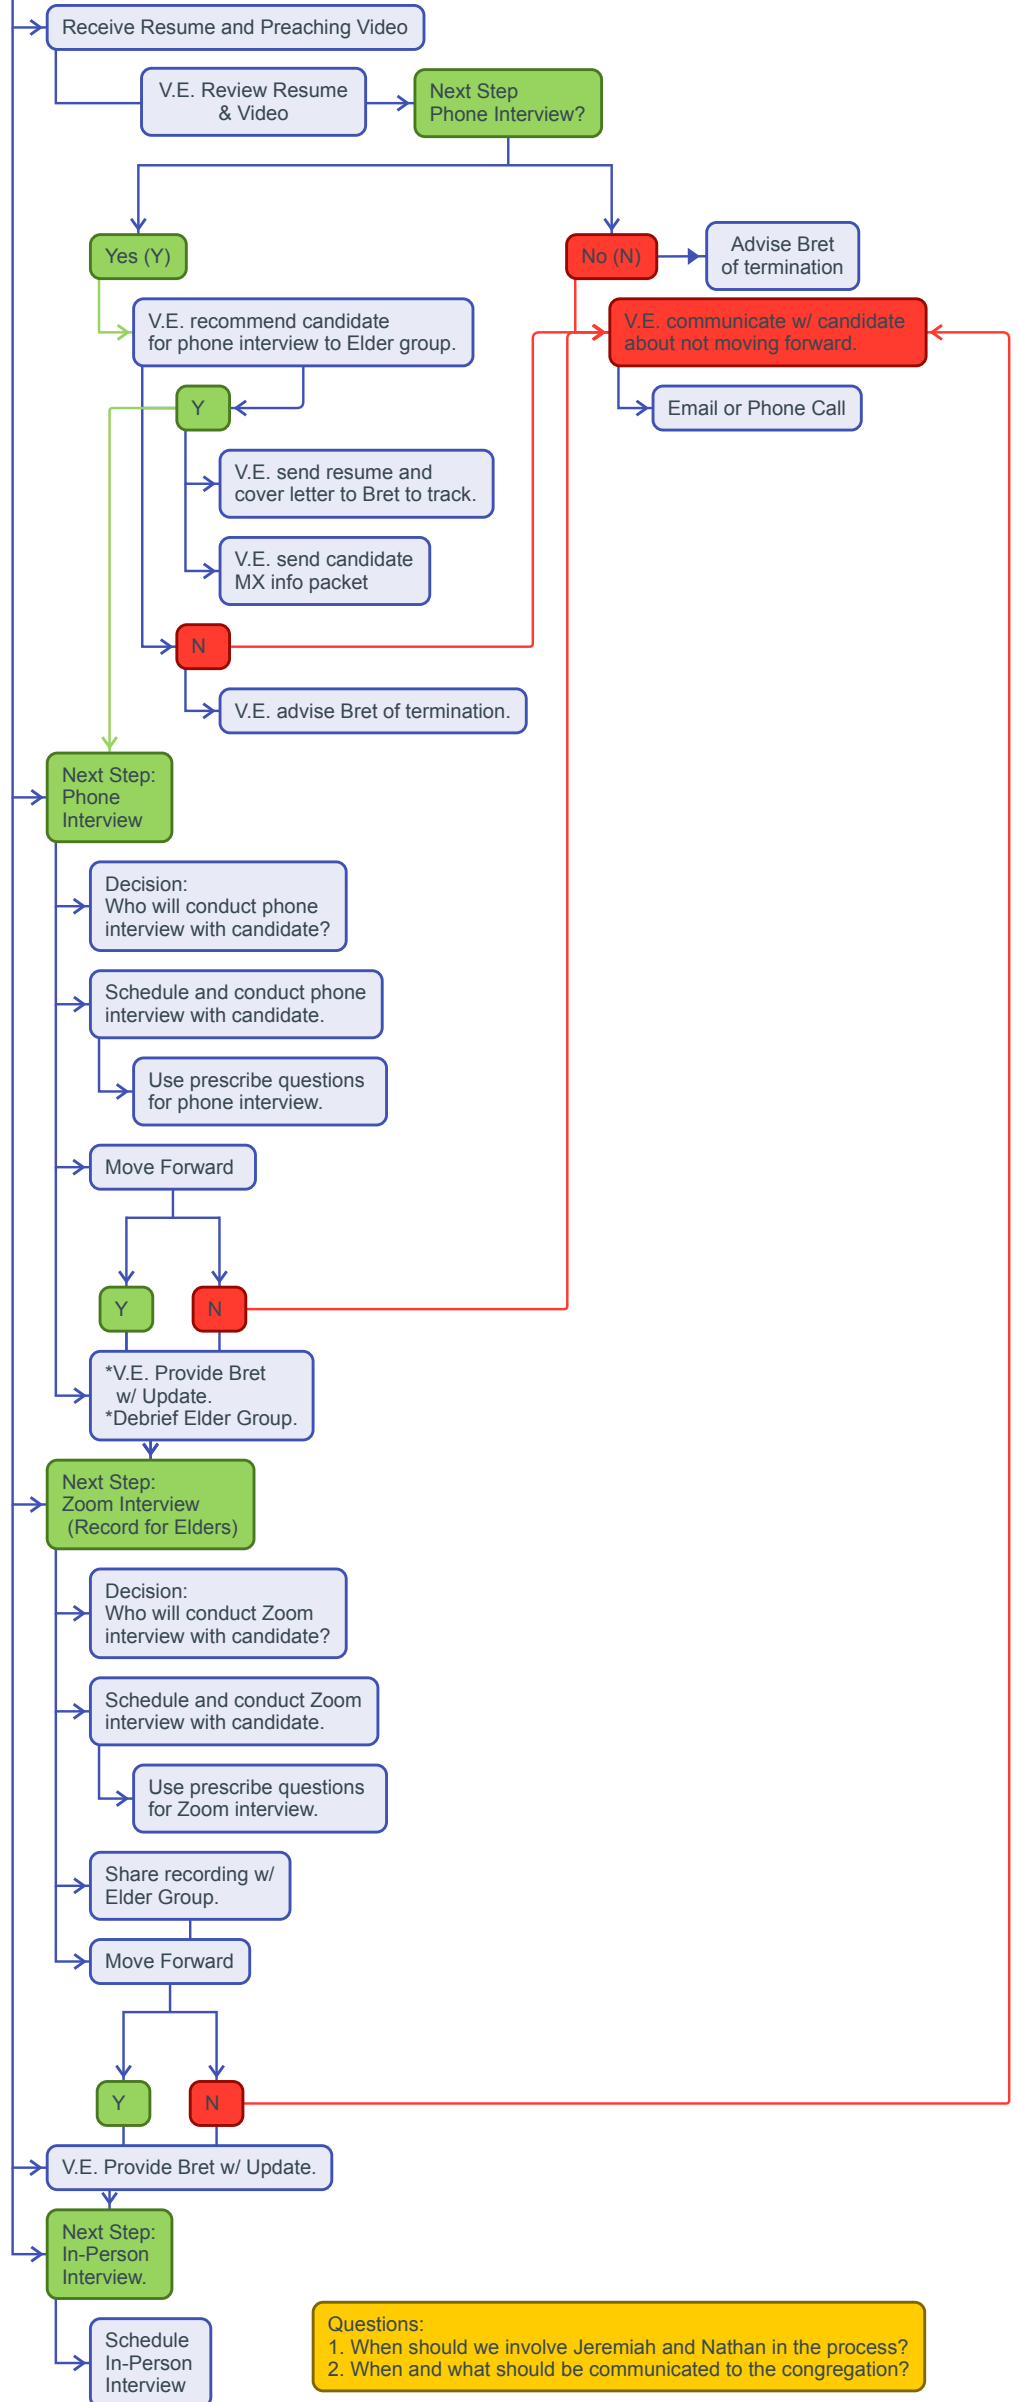 Receive Resume and Preaching Video
V.E. Review Resume
& Video
Next Step
Phone Interview?
Yes (Y)
No (N)
Advise Bret
of termination
V.E. recommend candidate
for phone interview to Elder group.
V.E. communicate w/ candidate
about not moving forward.
Y
Email or Phone Call
V.E. send resume and
cover letter to Bret to track.
V.E. send candidate
MX info packet
N
V.E. advise Bret of termination.
Next Step:
Phone
Interview
Decision:
Who will conduct phone
interview with candidate?
Schedule and conduct phone
interview with candidate.
Use prescribe questions
for phone interview.
Move Forward
Y
N
*V.E. Provide Bret
w/ Update.
*Debrief Elder Group.
Next Step:
Zoom Interview
(Record for Elders)
Decision:
Who will conduct Zoom
interview with candidate?
Schedule and conduct Zoom
interview with candidate.
Use prescribe questions
for Zoom interview.
Share recording w/
Elder Group.
Move Forward
Y
N
V.E. Provide Bret w/ Update.
Next Step:
In-Person
Interview.
Schedule
In-Person
Interview
Questions:
1. When should we involve Jeremiah and Nathan in the process?
2. When and what should be communicated to the congregation?